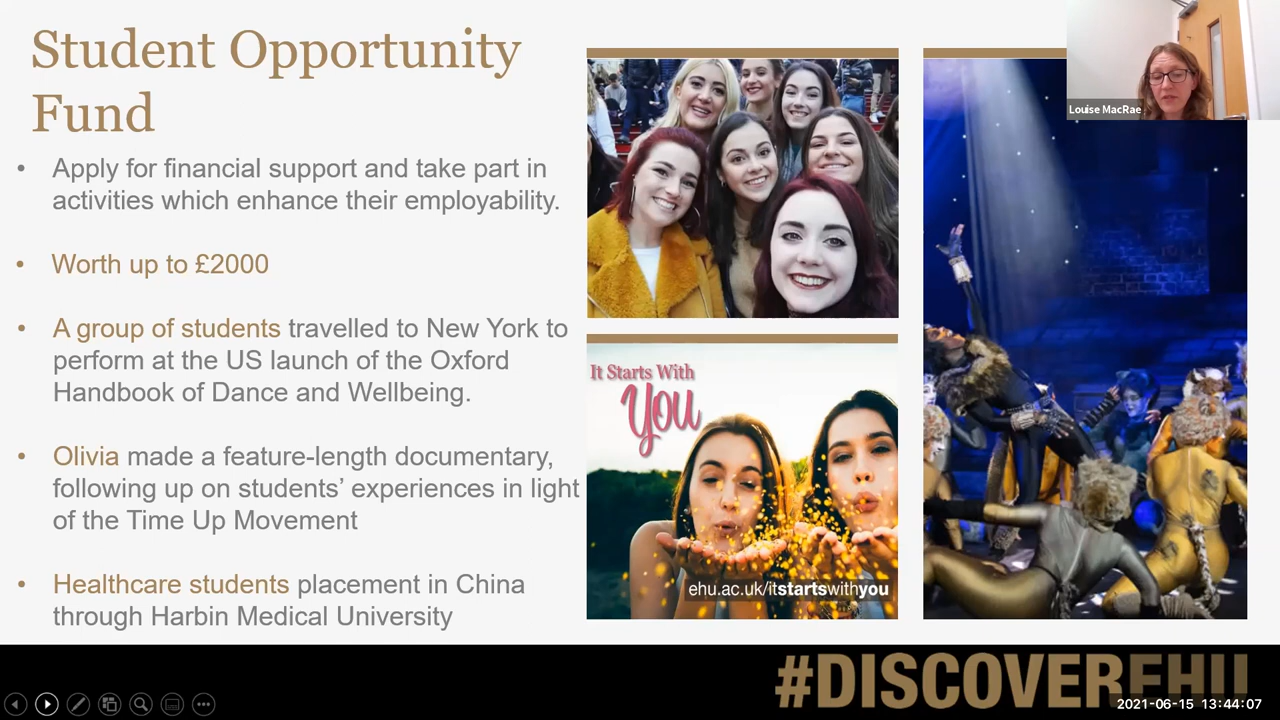 Student Opportunity
Fund
• Apply for financial support and take part in
activities which enhance their employability.
• Worth up to £2000
• A group of students travelled to New York to
perform at the US launch of the Oxford
Handbook of Dance and Wellbeing.
• Olivia made a feature-length documentary,
following up on students’ experiences in light
of the Time Up Movement
• Healthcare students placement in China
through Harbin Medical University
It Starts With
You
ehu.ac.uk/itstartswithyou
Louise MacRae
#DISCOVEREHU
2021-06-15 13:44:07